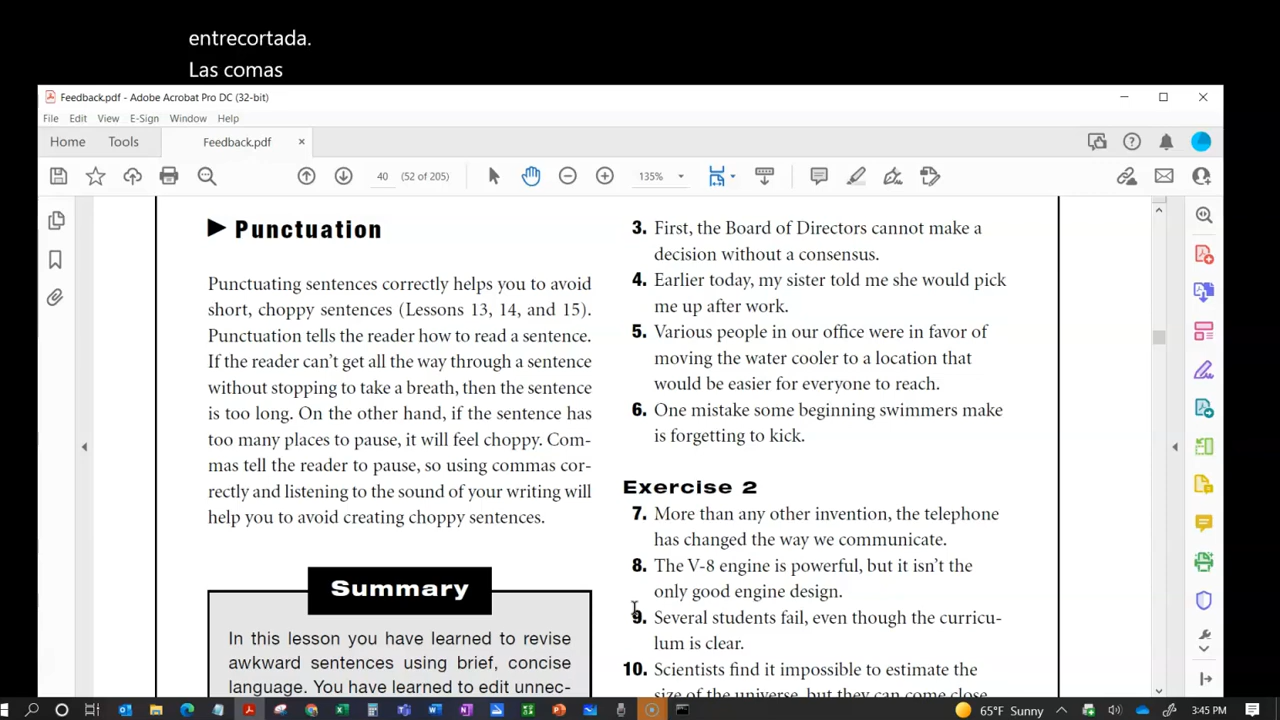 entrecortada.
Las comas
Feedback.pdf - Adobe Acrobat Pro DC (32-bit)
File Edit View E-Sign Window Help
Home Tools Feedback.pdf ×
40 (52 of 205) 135%
Punctuation
Punctuating sentences correctly helps you to avoid
short, choppy sentences (Lessons 13, 14, and 15).
Punctuation tells the reader how to read a sentence.
If the reader can't get all the way through a sentence
without stopping to take a breath, then the sentence
is too long. On the other hand, if the sentence has
too many places to pause, it will feel choppy. Com-
mas tell the reader to pause, so using commas cor-
rectly and listening to the sound of your writing will
help you to avoid creating choppy sentences.
Summary
In this lesson you have learned to revise
awkward sentences using brief, concise
language. You have learned to edit unnec-
3. First, the Board of Directors cannot make a
decision without a consensus.
4. Earlier today, my sister told me she would pick
me up after work.
5. Various people in our office were in favor of
moving the water cooler to a location that
would be easier for everyone to reach.
6. One mistake some beginning swimmers make
is forgetting to kick.
Exercise 2
7. More than any other invention, the telephone
has changed the way we communicate.
8. The V-8 engine is powerful, but it isn't the
only good engine design.
9. Several students fail, even though the curricu-
lum is clear.
10. Scientists find it impossible to estimate the
size of the universe, but they can come close
65°F Sunny 3:45 PM